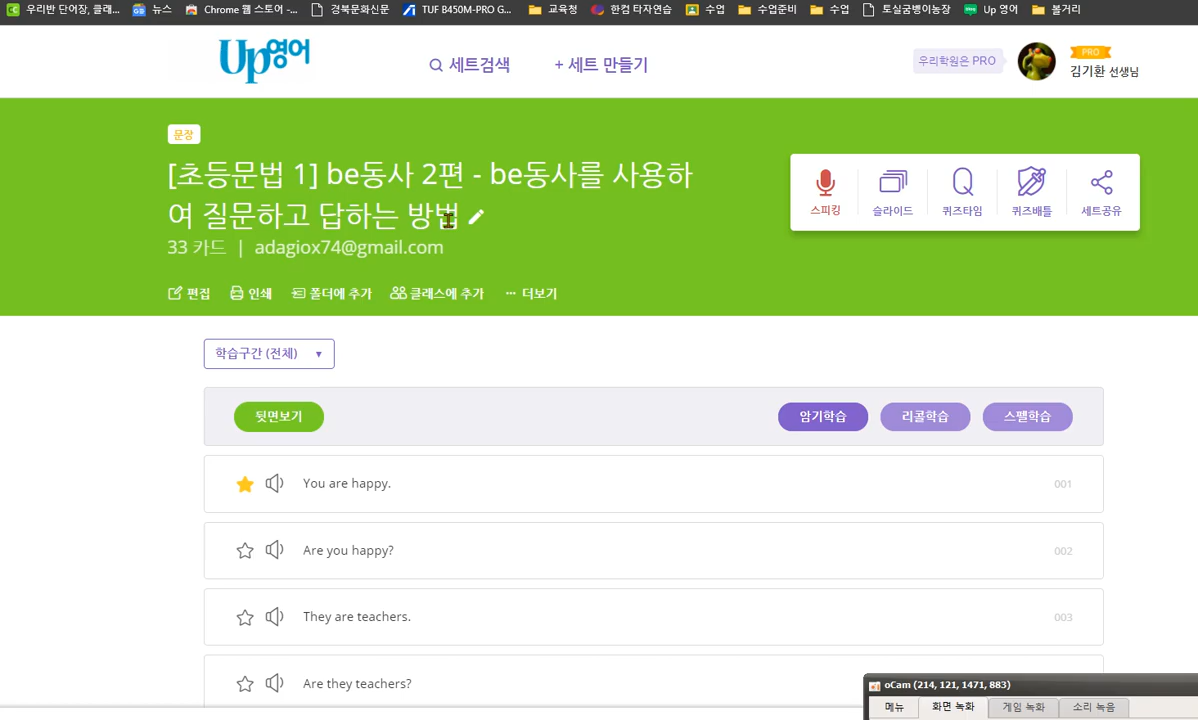 우리반 단어장, 클래... 뉴스 Chrome 웹 스토어 -... 경북문화신문 TUF B450M-PRO G... 교육청 한컴 타자연습 수업 수업준비 수업 토실굼벵이농장 Up 영어 볼거리
Up영어
세트검색
+ 세트 만들기
우리학원은 PRO
PRO
김기환 선생님
문장
[초등문법 1] be동사 2편 - be동사를 사용하
여 질문하고 답하는 방법
33 카드 | adagiox74@gmail.com
스피킹 슬라이드 퀴즈타임 퀴즈배틀 세트공유
편집 인쇄 폴더에 추가 클래스에 추가 ··· 더보기
학습구간 (전체) ▼
뒷면보기 암기학습 리콜학습 스펠학습
You are happy. 001
Are you happy? 002
They are teachers. 003
Are they teachers?
oCam (214, 121, 1471, 883)
메뉴 화면 녹화 게임 녹화 소리 녹음